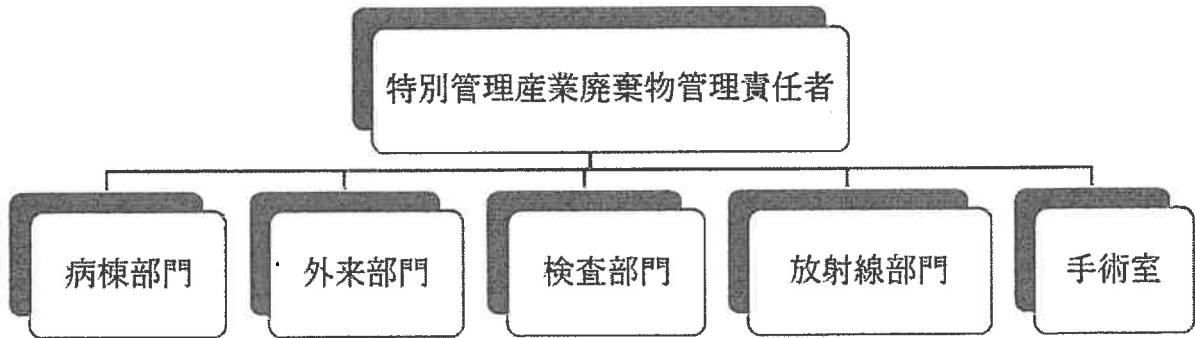 特別管理産業廃棄物管理責任者
病棟部門
外来部門
検査部門
放射線部門
手術室